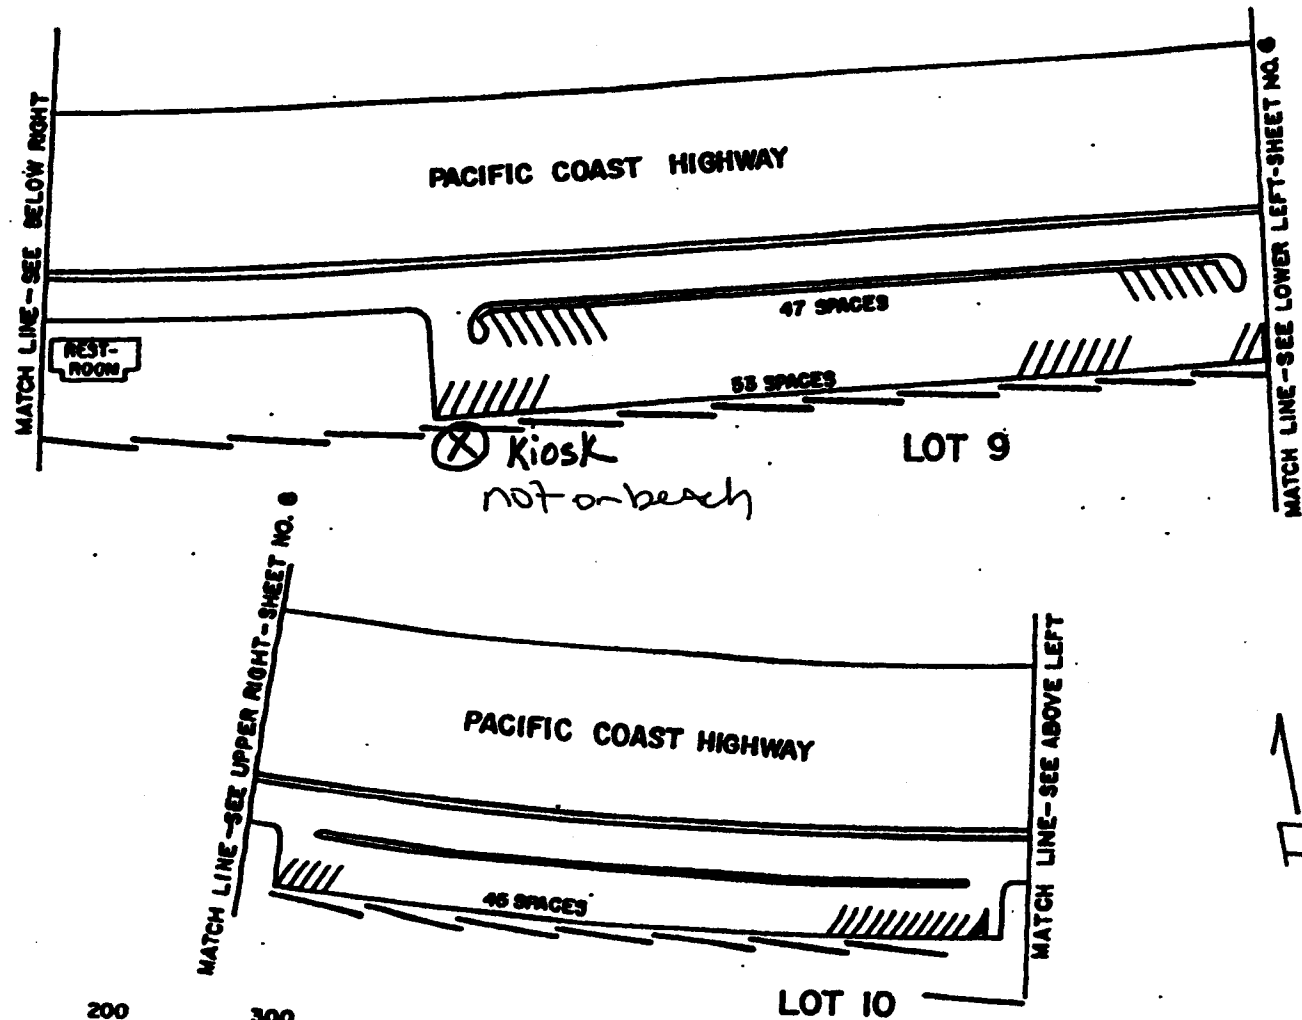 MATCH LINE-SEE BELOW RIGHT
PACIFIC COAST HIGHWAY
MATCH LINE-SEE LOWER LEFT-SHEET NO. 6
47 SPACES
REST-
ROOM
53 SPACES
LOT 9
X Kiosk
not on beach
MATCH LINE-SEE UPPER RIGHT-SHEET NO. 6
PACIFIC COAST HIGHWAY
MATCH LINE-SEE ABOVE LEFT
46 SPACES
LOT 10
200 300